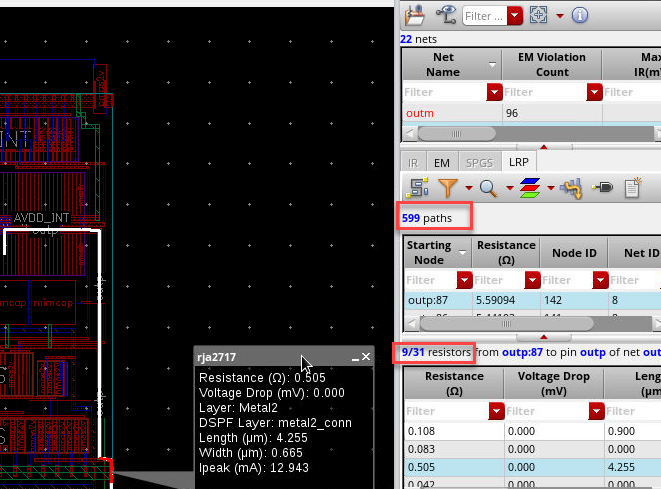 Filter ...
22 nets
Net Name
EM Violation Count
Max IR(m
Filter
Filter
Filter
outm
96
IR
EM
SPGS
LRP
599 paths
Starting Node
Resistance (Ω)
Node ID
Net ID
Filter
Filter
Filter
Filter
outp:87
5.59094
142
8
9/31 resistors from outp:87 to pin outp of net out
Resistance (Ω)
Voltage Drop (mV)
Leng (µm
Filter
Filter
Filter
0.108
0.000
0.900
0.083
0.000
0.505
0.000
4.255
0.042
0.000
INT
AVDD_INT
outp
outp
outp
mimcap
rja2717
Resistance (Ω): 0.505
Voltage Drop (mV): 0.000
Layer: Metal2
DSPF Layer: metal2_conn
Length (µm): 4.255
Width (µm): 0.665
Ipeak (mA): 12.943